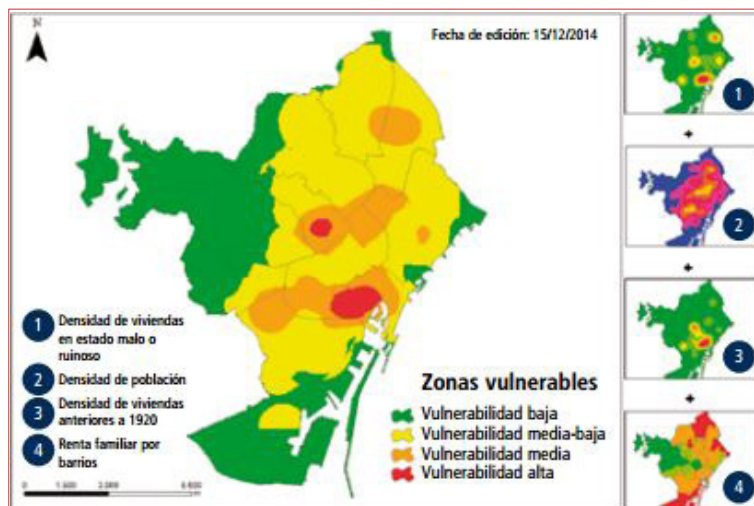 N
Fecha de edición: 15/12/2014
1
+
2
+
3
+
4
1 Densidad de viviendas
en estado malo o
ruinoso
2 Densidad de población
3 Densidad de viviendas
anteriores a 1920
4 Renta familiar por
barrios
Zonas vulnerables
Vulnerabilidad baja
Vulnerabilidad media-baja
Vulnerabilidad media
Vulnerabilidad alta
0